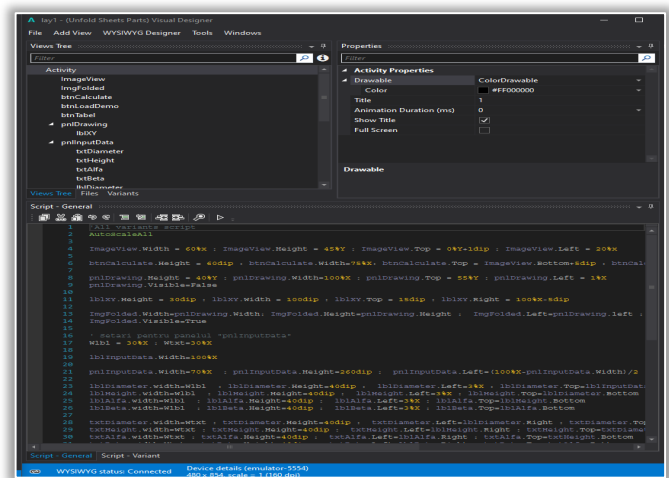 lay1 - (Unfold Sheets Parts) Visual Designer
File Add View WYSIWYG Designer Tools Windows
Views Tree
Filter
Activity
ImageView
ImgFolded
btnCalculate
btnLoadDemo
btnTabel
pnlDrawing
lblXY
pnlInputData
txtDiameter
txtHeight
txtAlfa
txtBeta
lblDiameter
Views Tree Files Variants
Properties
Filter
Activity Properties
Drawable ColorDrawable
Color #FF000000
Title 1
Animation Duration (ms) 0
Show Title
Full Screen
Drawable
Script - General
1 'All variants script
2 AutoScaleAll
3
4 ImageView.Width = 60%X : ImageView.Height = 45%Y : ImageView.Top = 0%Y+1dip : ImageView.Left = 20%X
5
6 btnCalculate.Height = 60dip : btnCalculate.Width=75%X: btnCalculate.Top = ImageView.Bottom+5dip : btnCal
7
8 pnlDrawing.Height = 40%Y : pnlDrawing.Width=100%X : pnlDrawing.Top = 55%Y : pnlDrawing.Left = 1%X
9 pnlDrawing.Visible=False
10
11 lblXY.Height = 30dip : lblXY.Width = 100dip : lblXY.Top = 15dip : lblXY.Right = 100%X-5dip
12
13 ImgFolded.Width=pnlDrawing.Width: ImgFolded.Height=pnlDrawing.Height : ImgFolded.Left=pnlDrawing.left :
14 ImgFolded.Visible=True
15
16 ' Setari pentru panelul "pnlInputData"
17 Wlbl = 30%X : Wtxt=30%X
18
19 lblInputData.Width=100%X
20
21 pnlInputData.Width=70%X : pnlInputData.Height=260dip : pnlInputData.Left=(100%X-pnlInputData.Width)/2
22
23 lblDiameter.width=Wlbl : lblDiameter.Height=40dip : lblDiameter.Left=3%X : lblDiameter.Top=lblInputDat
24 lblHeight.width=Wlbl : lblHeight.Height=40dip : lblHeight.Left=3%X : lblHeight.Top=lblDiameter.Bottom
25 lblAlfa.width=Wlbl : lblAlfa.Height=40dip : lblAlfa.Left=3%X : lblAlfa.Top=lblHeight.Bottom
26 lblBeta.width=Wlbl : lblBeta.Height=40dip : lblBeta.Left=3%X : lblBeta.Top=lblAlfa.Bottom
27
28 txtDiameter.width=Wtxt : txtDiameter.Height=40dip : txtDiameter.Left=lblDiameter.Right : txtDiameter.Top
29 txtHeight.width=Wtxt : txtHeight.Height=40dip : txtHeight.Left=lblHeight.Right : txtHeight.Top=txtDiame
30 txtAlfa.width=Wtxt : txtAlfa.Height=40dip : txtAlfa.Left=lblAlfa.Right : txtAlfa.Top=txtHeight.Bottom
Script - General Script - Variant
WYSIWYG status: Connected Device details (emulator-5554)
480 x 854, scale = 1 (160 dpi)